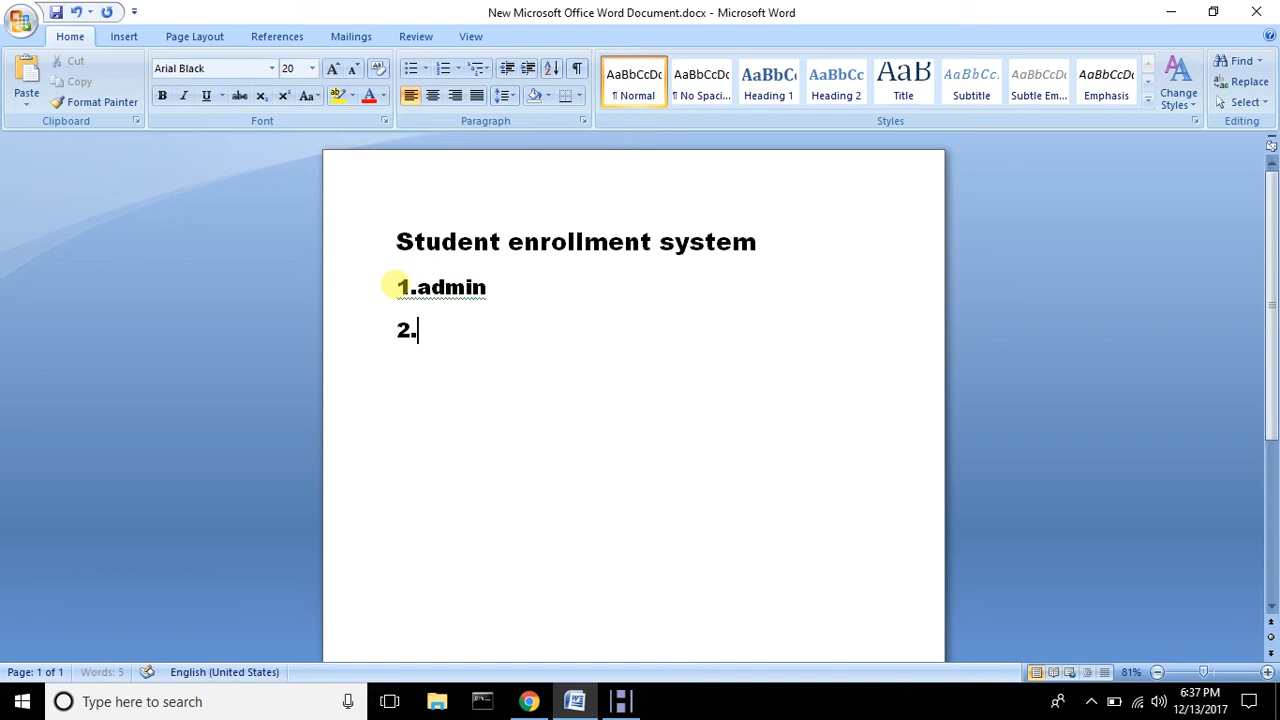 New Microsoft Office Word Document.docx - Microsoft Word
Home Insert Page Layout References Mailings Review View
Paste
Cut
Copy
Format Painter
Clipboard
Arial Black 20
Font
Paragraph
AaBbCcDc AaBbCcDc AaBbCc AaBbCc AaB AaBbCc. AaBbCcDc AaBbCcDc
¶ Normal ¶ No Spaci... Heading 1 Heading 2 Title Subtitle Subtle Em... Emphasis
Change Styles
Styles
Find
Replace
Select
Editing
Student enrollment system
1.admin
2.
Page: 1 of 1 Words: 5 English (United States) 81%
Type here to search
6:37 PM
12/13/2017